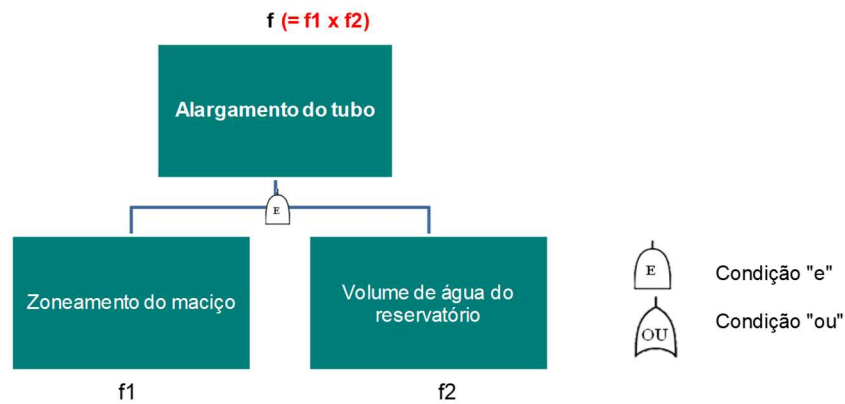 f (= f1 x f2)
Alargamento do tubo
E
Zoneamento do maciço
Volume de água do
reservatório
f1
f2
E
Condição "e"
OU
Condição "ou"